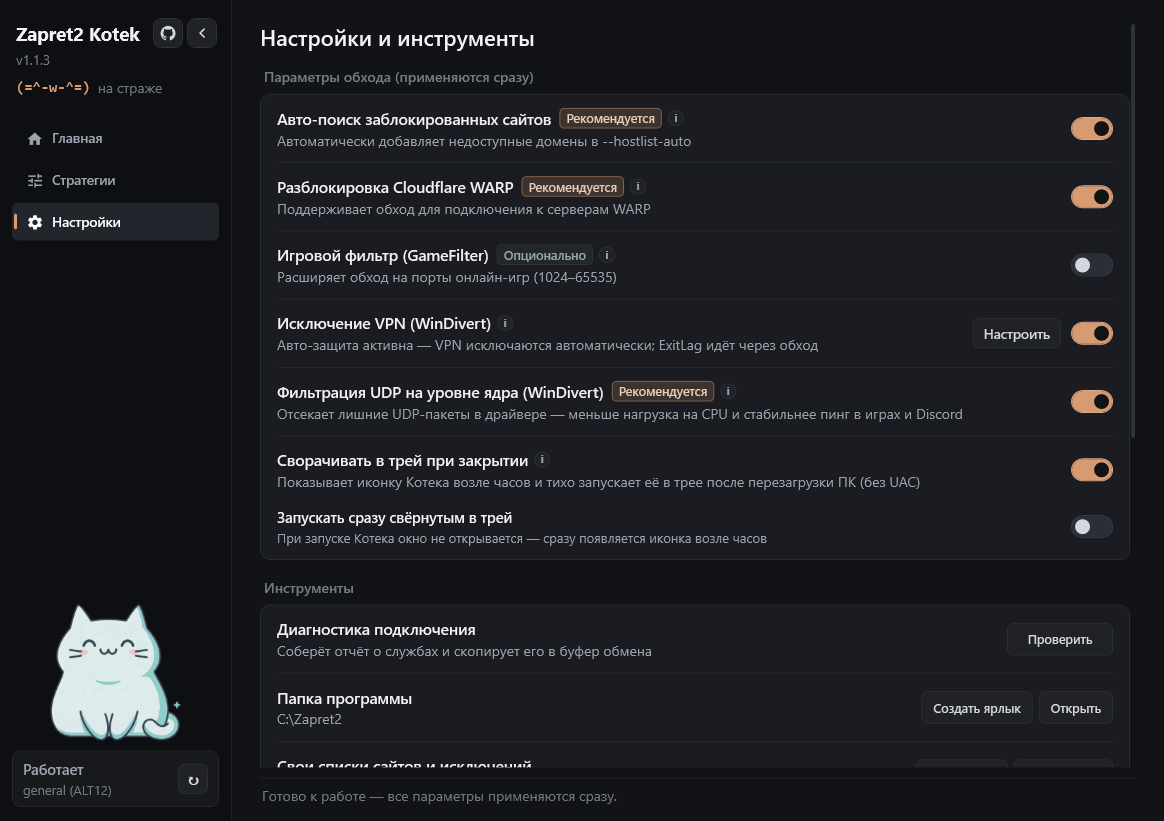 Zapret2 Kotek
v1.1.3
(=^-w-^=) на страже
Главная
Стратегии
Настройки
Работает
general (ALT12)
Настройки и инструменты
Параметры обхода (применяются сразу)
Авто-поиск заблокированных сайтов Рекомендуется i
Автоматически добавляет недоступные домены в --hostlist-auto
Разблокировка Cloudflare WARP Рекомендуется i
Поддерживает обход для подключения к серверам WARP
Игровой фильтр (GameFilter) Опционально i
Расширяет обход на порты онлайн-игр (1024–65535)
Исключение VPN (WinDivert) i
Авто-защита активна — VPN исключаются автоматически; ExitLag идёт через обход
Настроить
Фильтрация UDP на уровне ядра (WinDivert) Рекомендуется i
Отсекает лишние UDP-пакеты в драйвере — меньше нагрузка на CPU и стабильнее пинг в играх и Discord
Сворачивать в трей при закрытии i
Показывает иконку Котека возле часов и тихо запускает её в трее после перезагрузки ПК (без UAC)
Запускать сразу свёрнутым в трей
При запуске Котека окно не открывается — сразу появляется иконка возле часов
Инструменты
Диагностика подключения
Соберёт отчёт о службах и скопирует его в буфер обмена
Проверить
Папка программы
C:\Zapret2
Создать ярлык Открыть
Свои списки сайтов и исключений
Готово к работе — все параметры применяются сразу.